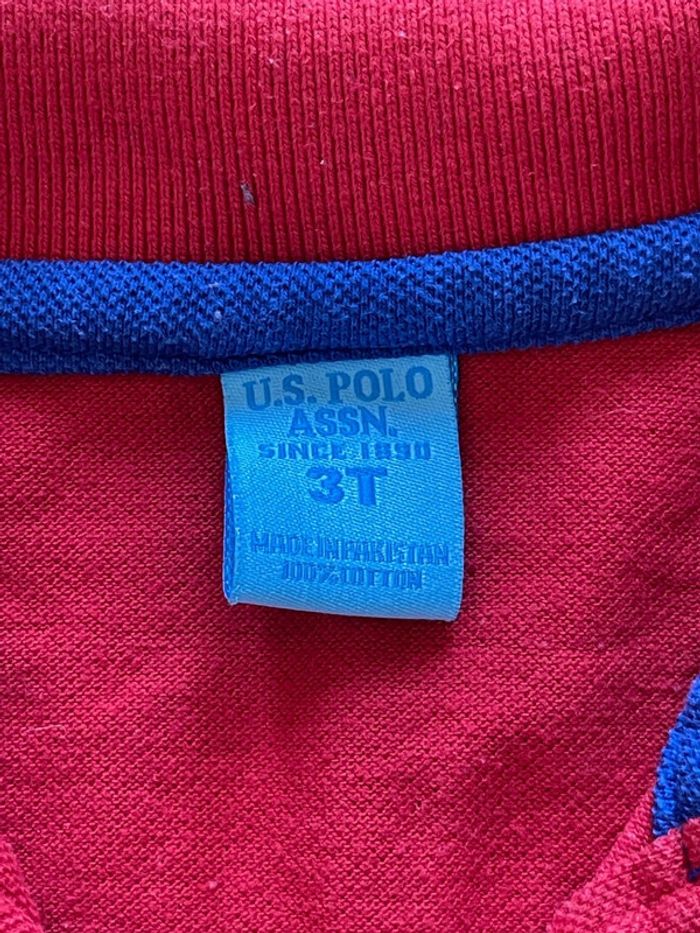 U.S. POLO
ASSN.
SINCE 1890
3T
MADE IN PAKISTAN
100% COTTON